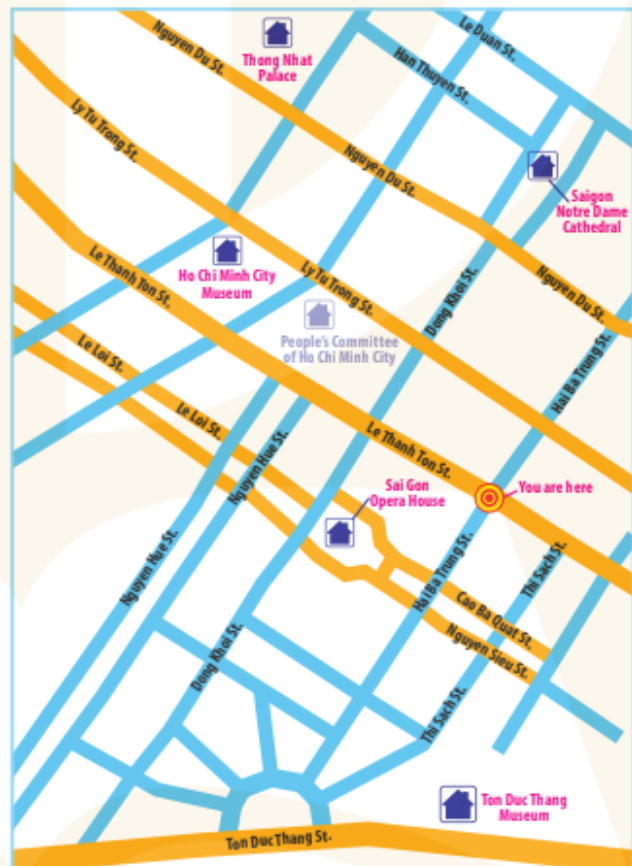 Le Duan St.
Nguyen Du St.
Thong Nhat
Palace
Han Thuyen St.
Ly Tu Trong St.
Nguyen Du St.
Saigon
Notre Dame
Cathedral
Le Thanh Ton St.
Ho Chi Minh City
Museum
Ly Tu Trong St.
Dong Khoi St.
Nguyen Du St.
People's Committee
of Ho Chi Minh City
Le Loi St.
Hai Ba Trung St.
Le Loi St.
Le Thanh Ton St.
Nguyen Hue St.
Sai Gon
Opera House
You are here
Nguyen Hue St.
Hai Ba Trung St.
Thi Sach St.
Cao Ba Quat St.
Nguyen Sieu St.
Dong Khoi St.
Thi Sach St.
Ton Duc Thang
Museum
Ton Duc Thang St.